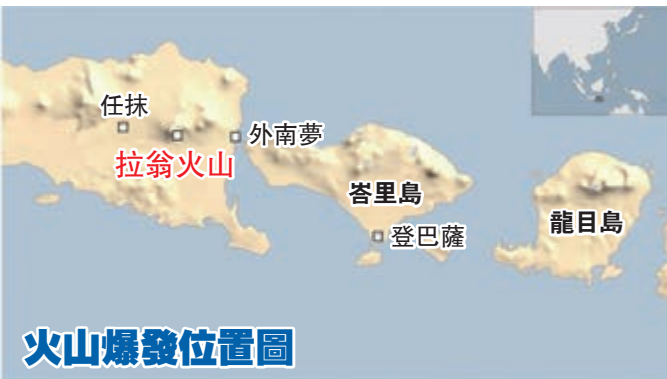 任抹
外南夢
拉翁火山
峇里島
龍目島
登巴薩
火山爆發位置圖